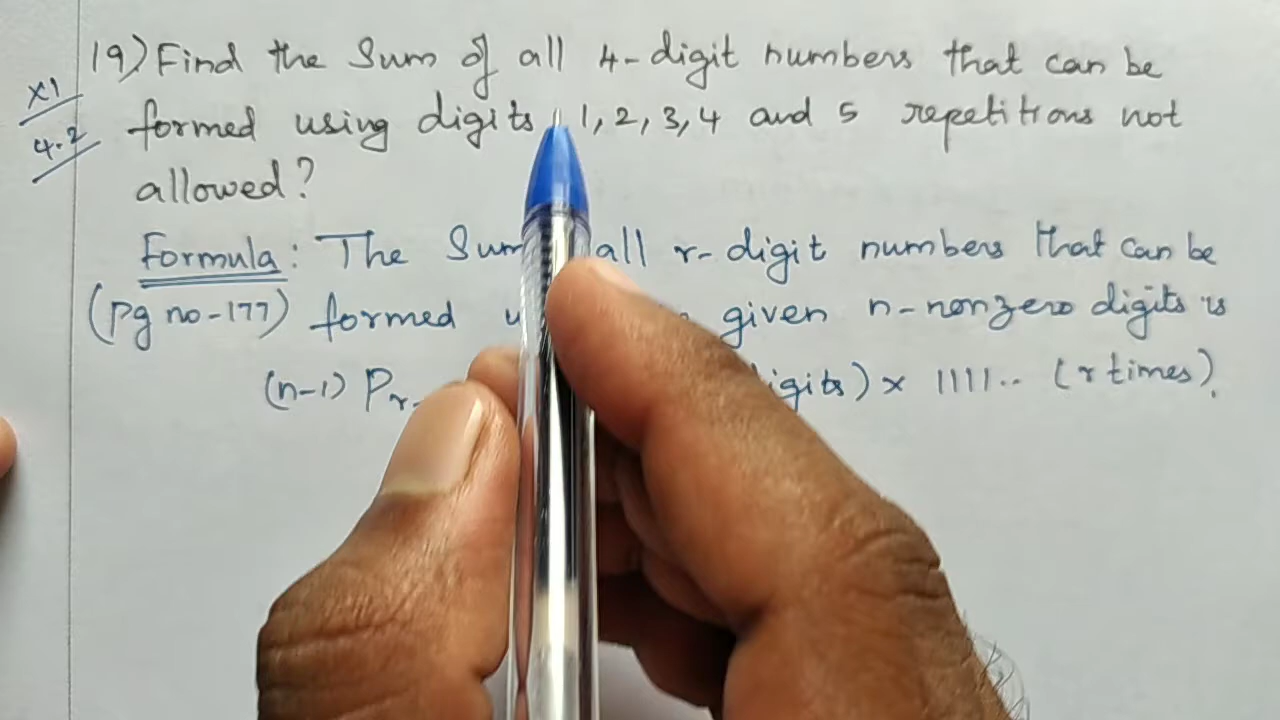 19) Find the Sum of all 4-digit numbers that can be
X1
formed using digits 1, 2, 3, 4 and 5 repetitions not
4.2
allowed?
Formula: The Sum all r-digit numbers that can be
(pg no-177) formed given n-nonzero digits is
(n-1) Pr- digits) x 1111.. (r times).